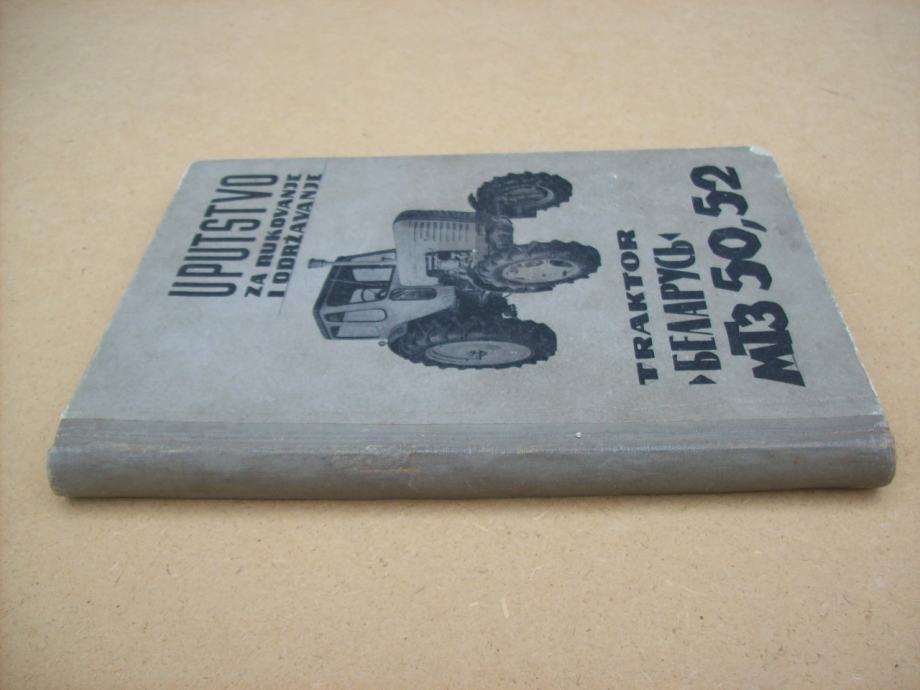 UPUTSTVO
ZA RUKOVANJE
I ODRŽAVANJE
TRAKTOR
›БЕЛАРУСЬ‹
МТЗ 50,52